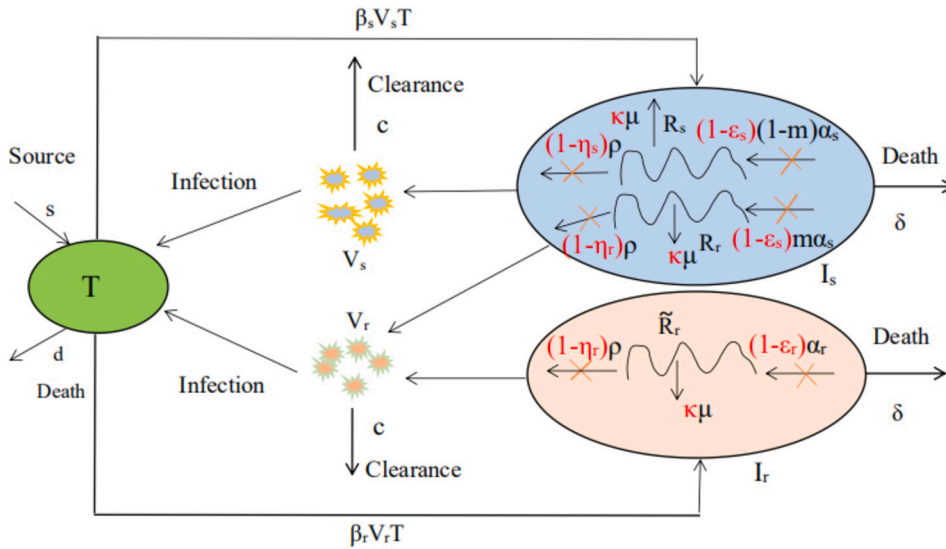 βₛVₛT
Clearance
c
Source
s
Infection
Vₛ
T
d
Death
κμ
Rₛ
(1-εₛ)(1-m)αₛ
(1-ηₛ)ρ
(1-ηᵣ)ρ
κμ
Rᵣ
(1-εₛ)mαₛ
Iₛ
Death
δ
Vᵣ
Infection
c
Clearance
R̃ᵣ
(1-ηᵣ)ρ
(1-εᵣ)αᵣ
κμ
Iᵣ
Death
δ
βᵣVᵣT